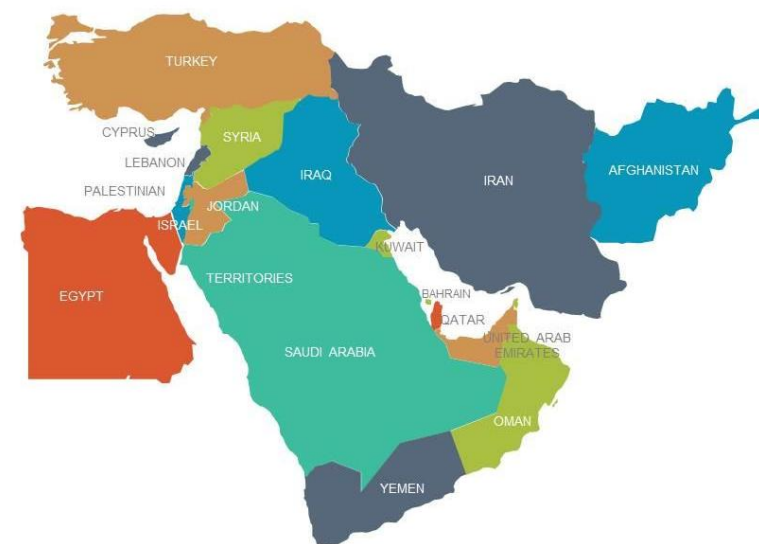 TURKEY
CYPRUS
SYRIA
LEBANON
IRAQ
IRAN
AFGHANISTAN
PALESTINIAN
JORDAN
ISRAEL
KUWAIT
EGYPT
TERRITORIES
BAHRAIN
QATAR
UNITED ARAB
EMIRATES
SAUDI ARABIA
OMAN
YEMEN